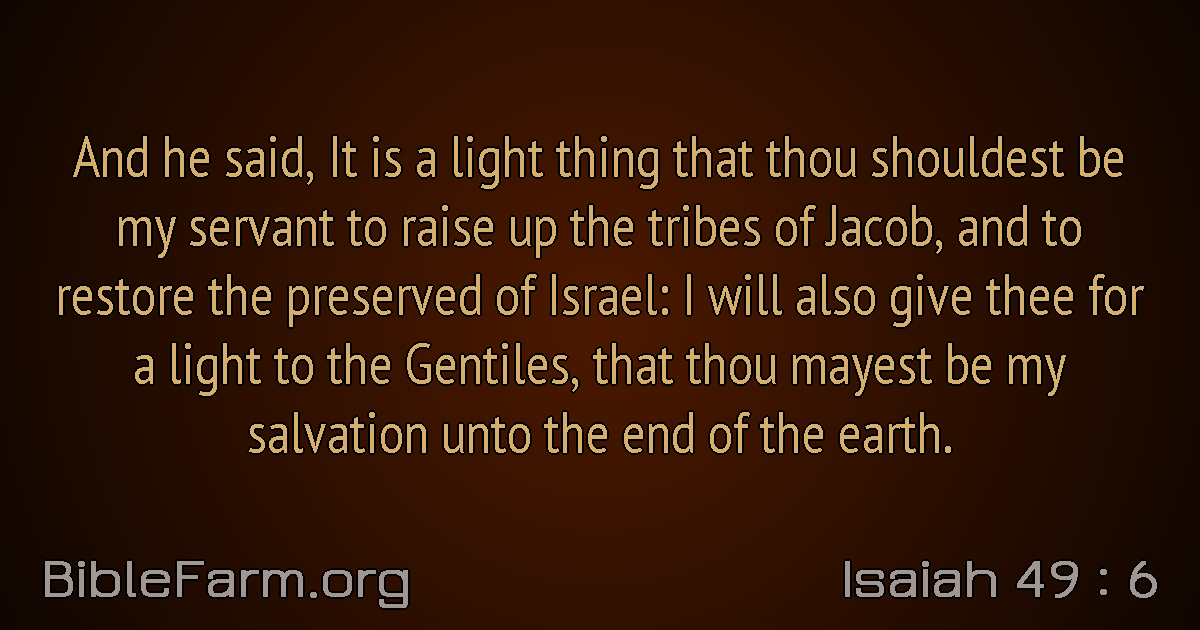 And he said, It is a light thing that thou shouldest be
my servant to raise up the tribes of Jacob, and to
restore the preserved of Israel: I will also give thee for
a light to the Gentiles, that thou mayest be my
salvation unto the end of the earth.
BibleFarm.org
Isaiah 49 : 6